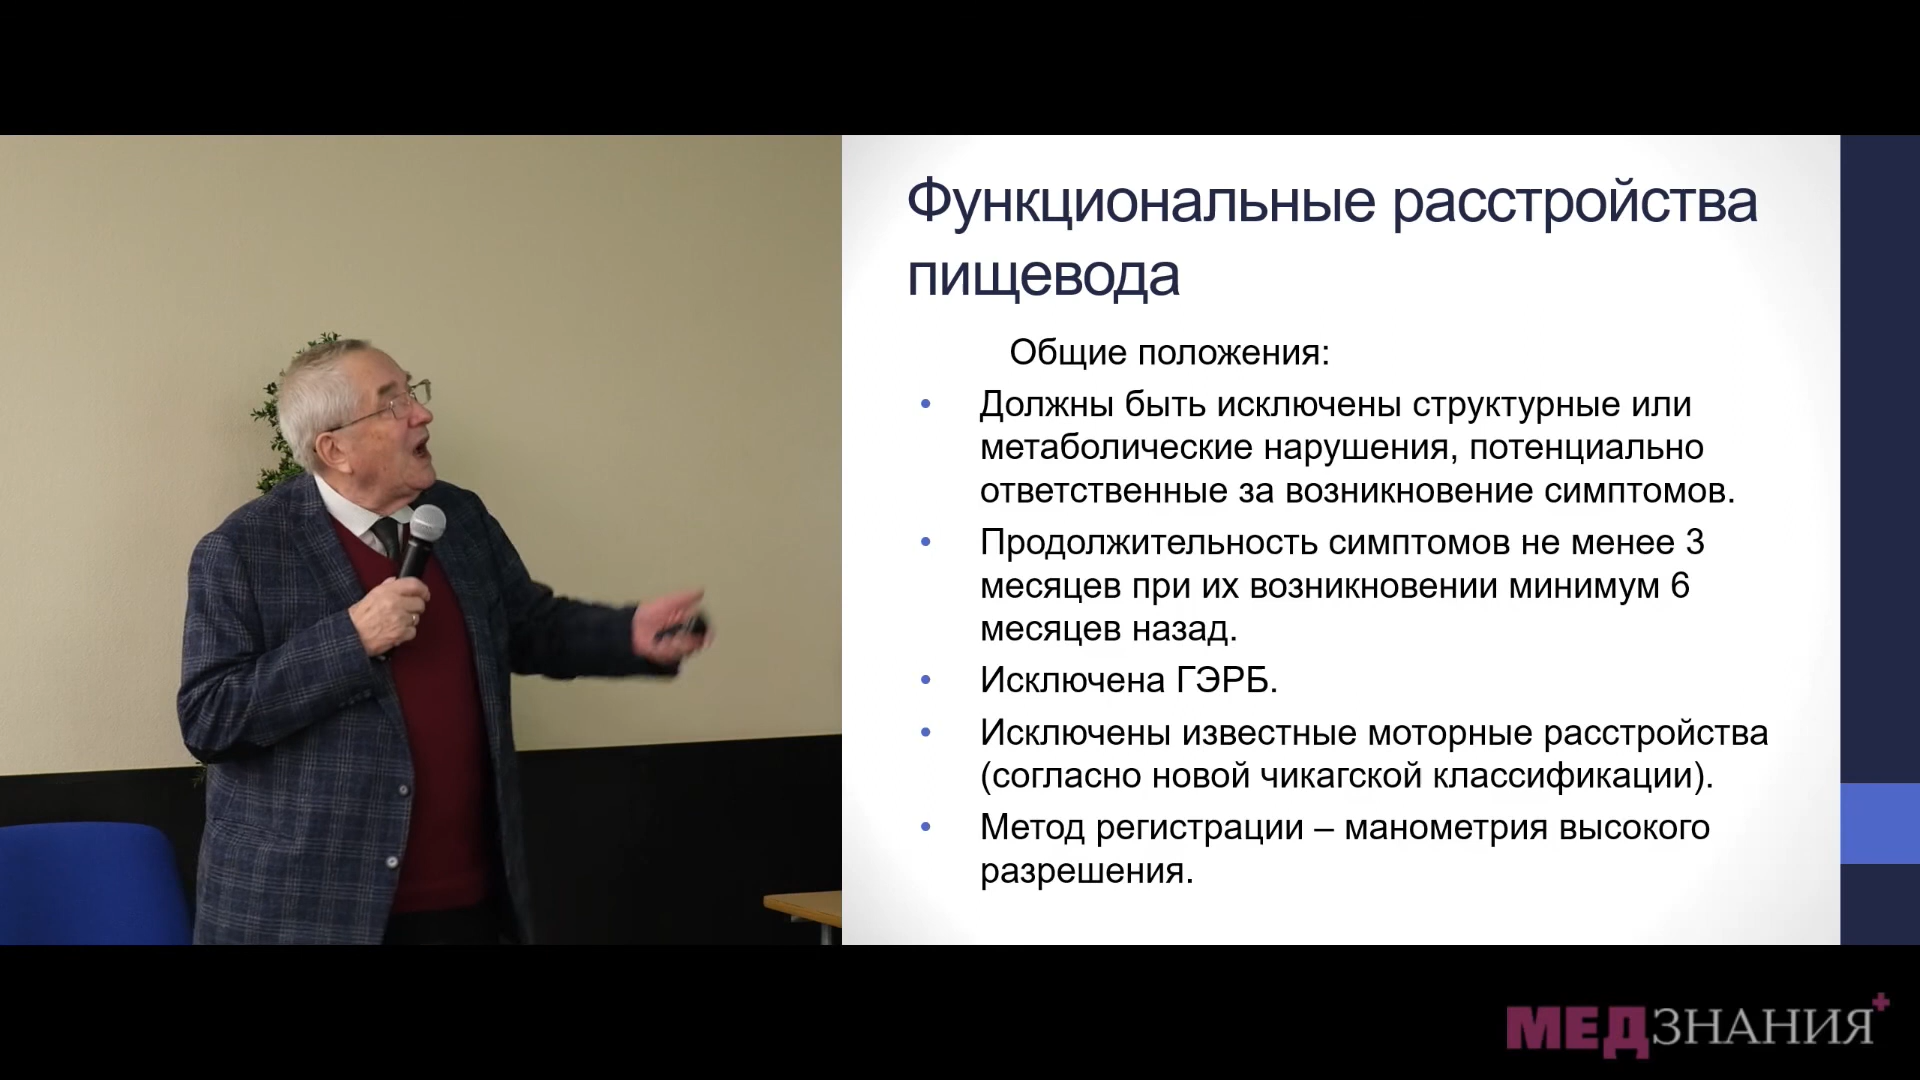 Функциональные расстройства
пищевода
Общие положения:
• Должны быть исключены структурные или
метаболические нарушения, потенциально
ответственные за возникновение симптомов.
• Продолжительность симптомов не менее 3
месяцев при их возникновении минимум 6
месяцев назад.
• Исключена ГЭРБ.
• Исключены известные моторные расстройства
(согласно новой чикагской классификации).
• Метод регистрации – манометрия высокого
разрешения.
МЕДЗНАНИЯ+